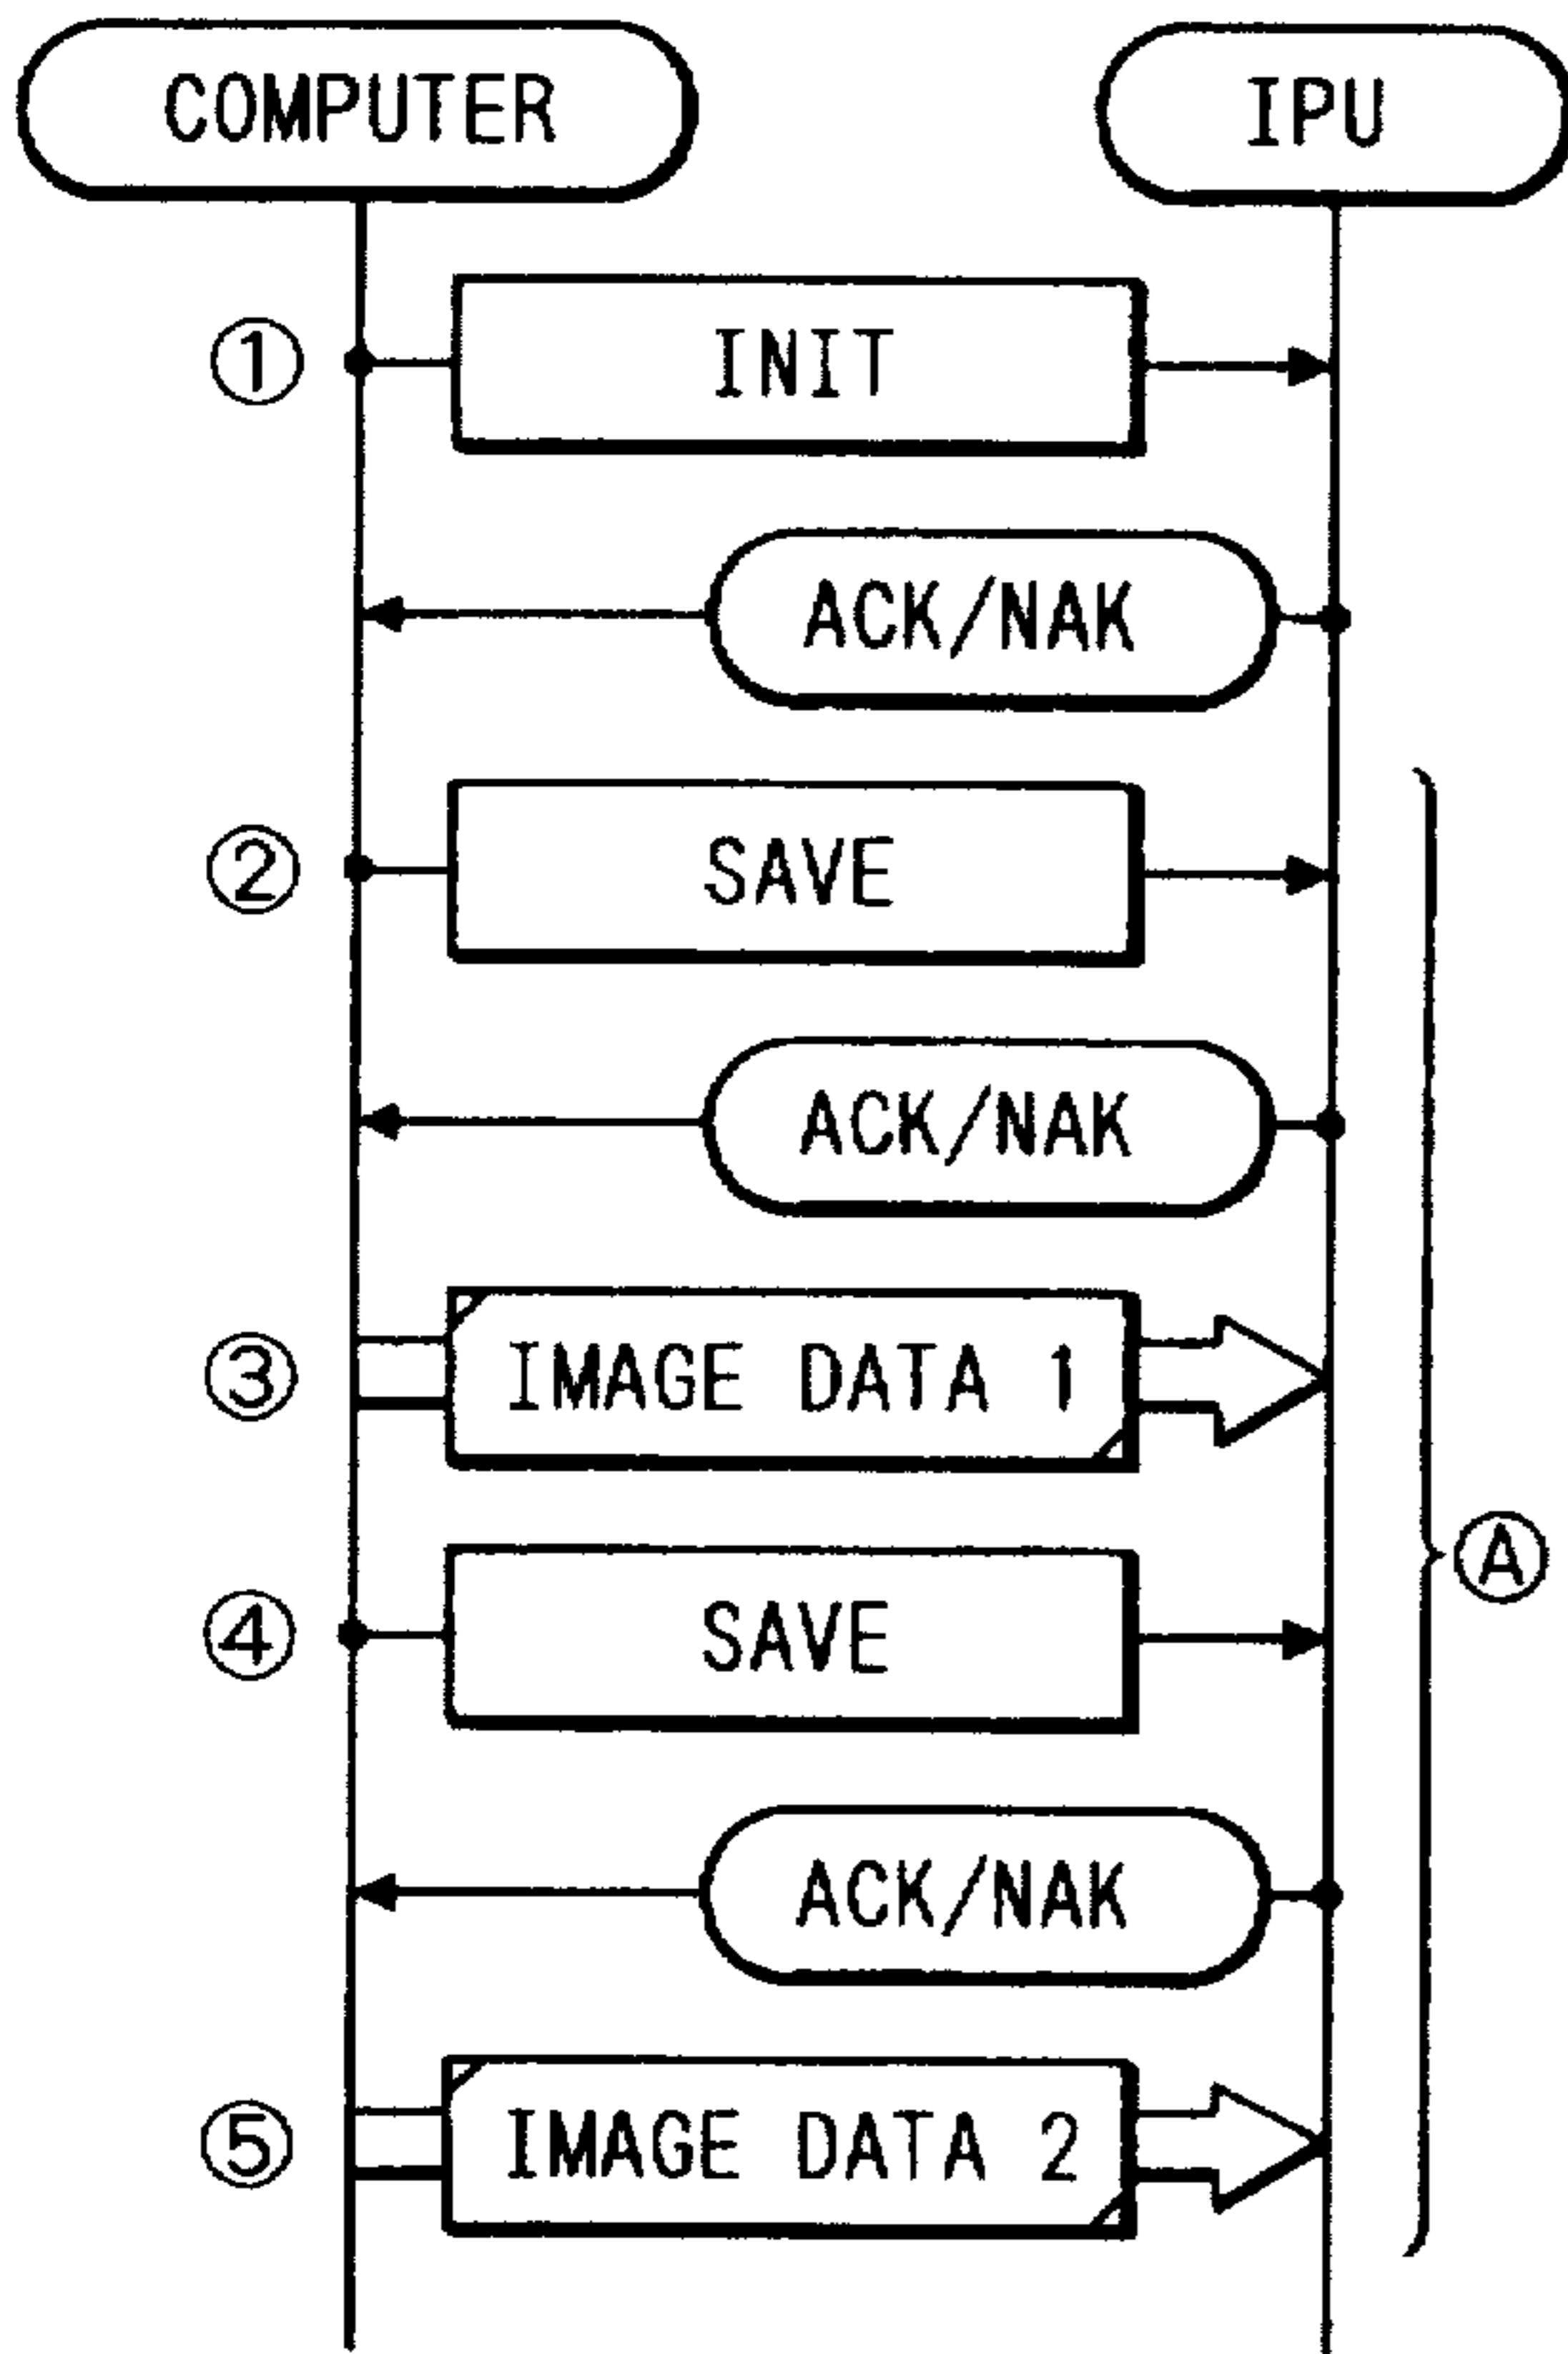 COMPUTER IPU
① INIT
ACK/NAK
② SAVE
ACK/NAK
③ IMAGE DATA 1
④ SAVE
Ⓐ
ACK/NAK
⑤ IMAGE DATA 2